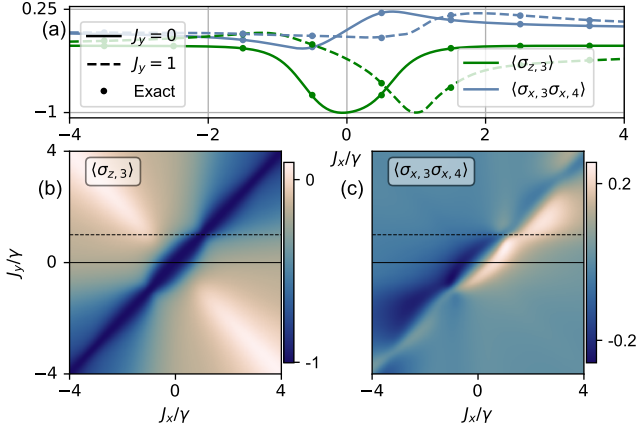 0.25
(a)
J_y = 0
J_y = 1
Exact
⟨σ_{z,3}⟩
⟨σ_{x,3}σ_{x,4}⟩
−1
−4 −2 0 2 4
J_x/γ
(b)
⟨σ_{z,3}⟩
4
0
−4
J_y/γ
−4 0 4
J_x/γ
0
-1
(c)
⟨σ_{x,3}σ_{x,4}⟩
−4 0 4
J_x/γ
0.2
-0.2